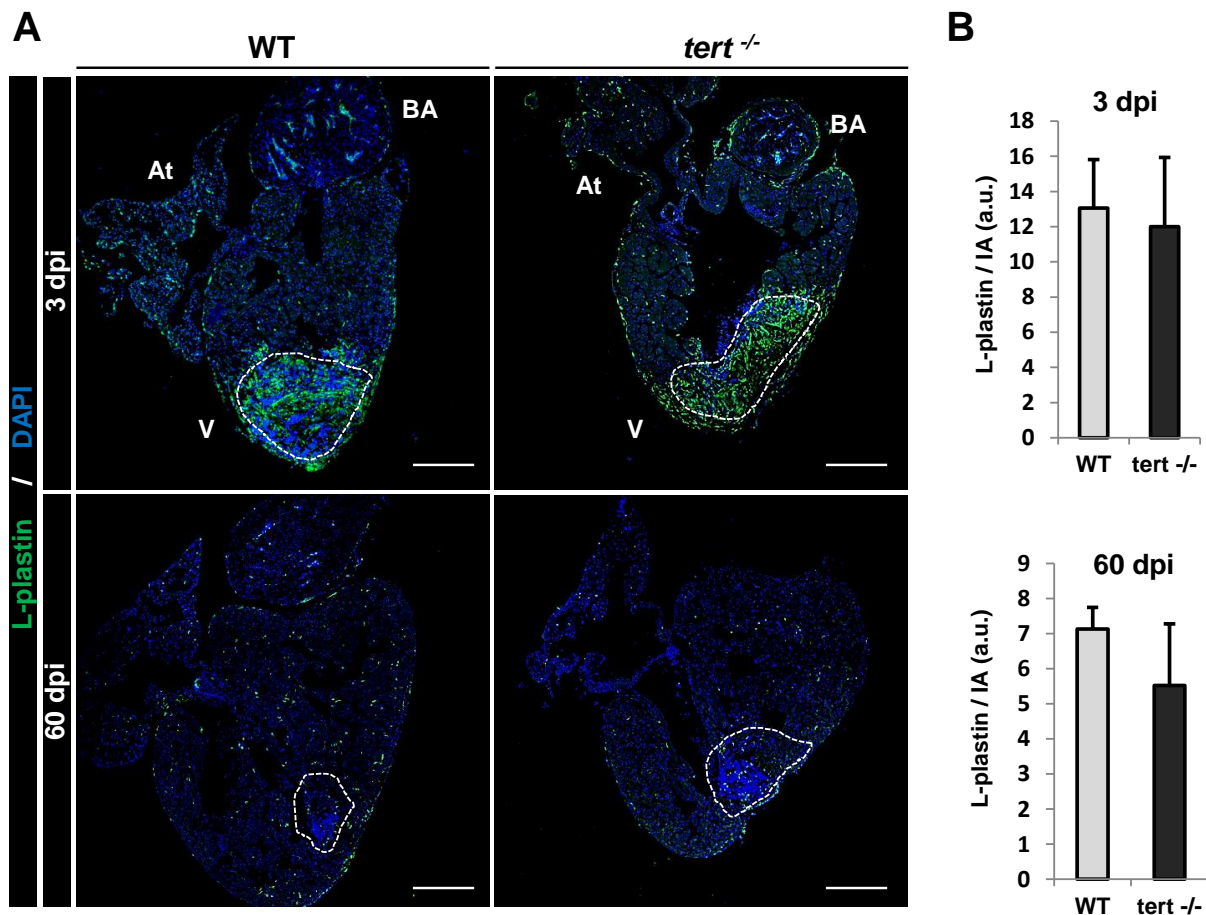 A
WT
tert -/-
L-plastin / DAPI
3 dpi
BA
At
V
BA
At
V
60 dpi
B
3 dpi
L-plastin / IA (a.u.)
18
16
14
12
10
8
6
4
2
0
WT
tert -/-
60 dpi
L-plastin / IA (a.u.)
9
8
7
6
5
4
3
2
1
0
WT
tert -/-